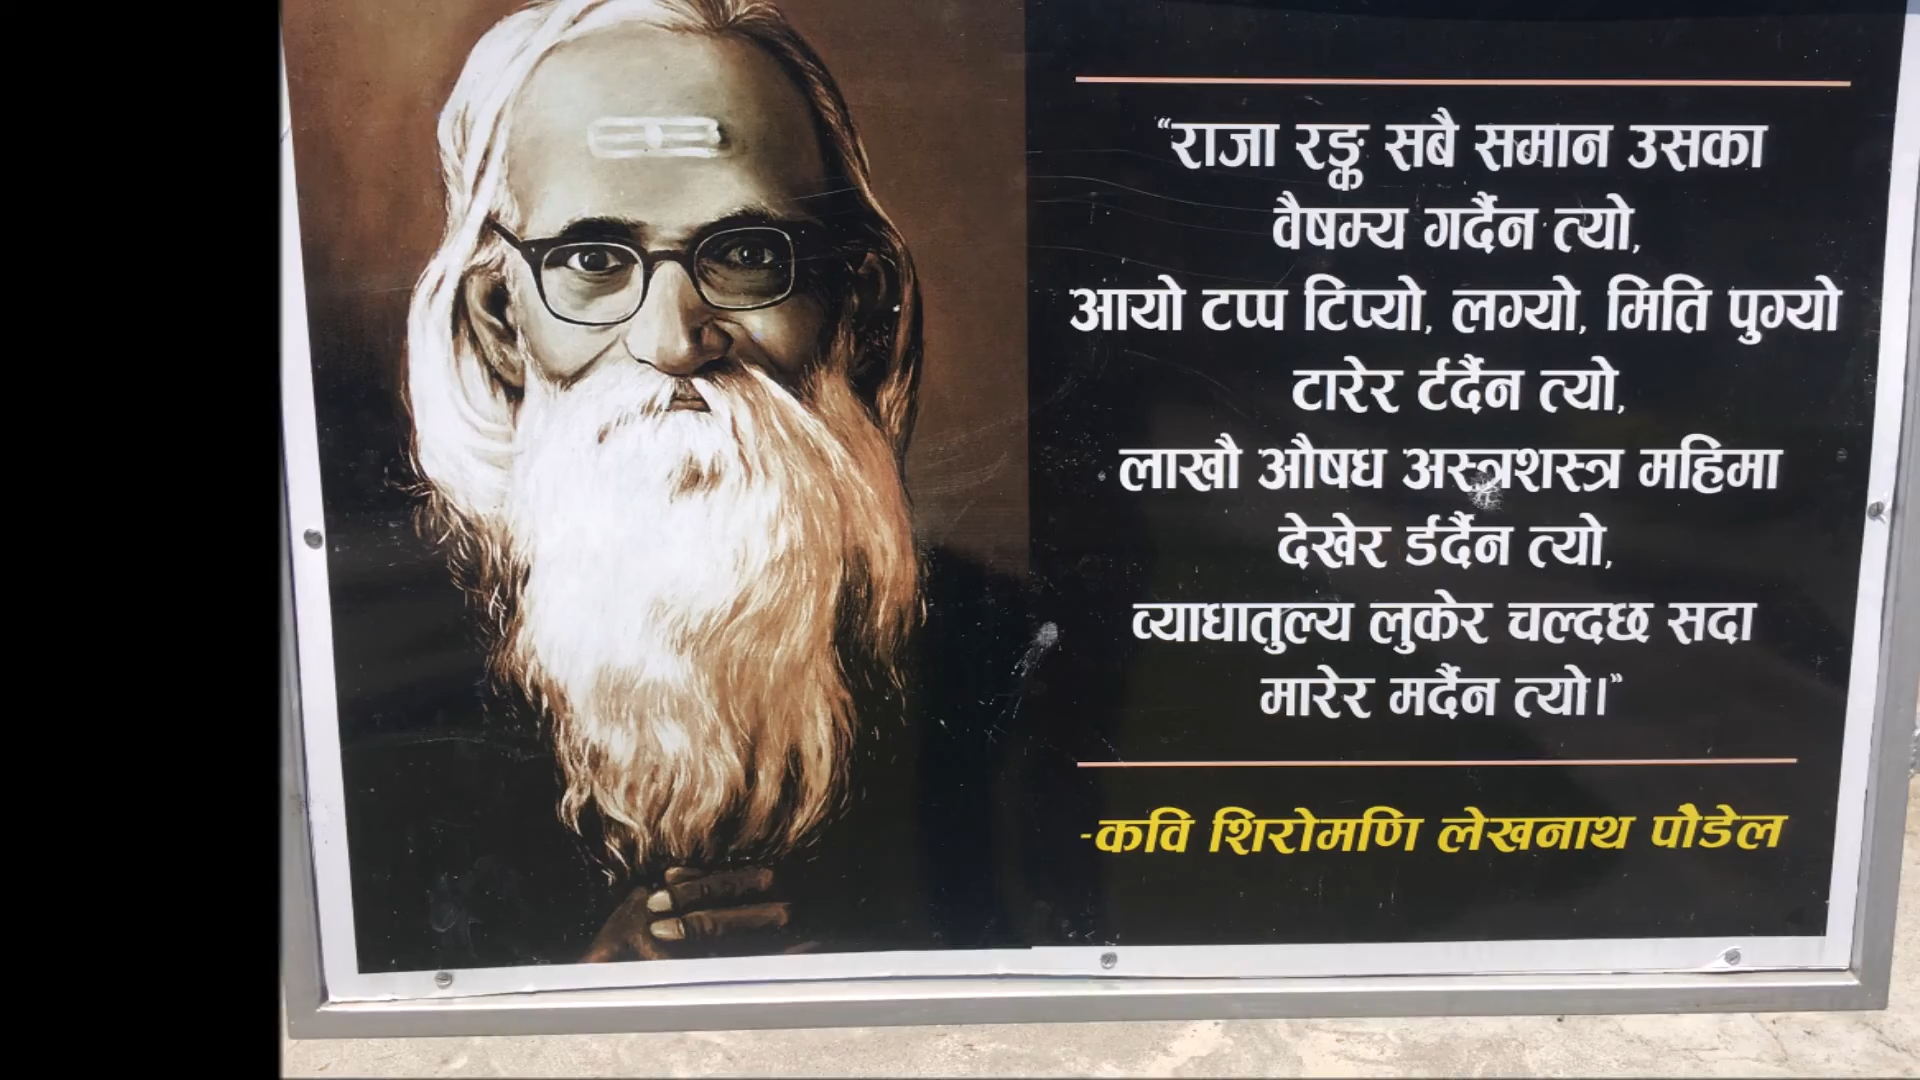 “राजा रङ्क सबै समान उसका
वैषम्य गर्दैन त्यो,
आयो टप्प टिप्यो, लग्यो, मिति पुग्यो
टारेर टर्दैन त्यो,
लाखौ औषध अस्त्रशस्त्र महिमा
देखेर डर्दैन त्यो,
व्याधातुल्य लुकेर चल्दछ सदा
मारेर मर्दैन त्यो।”
-कवि शिरोमणि लेखनाथ पौडेल